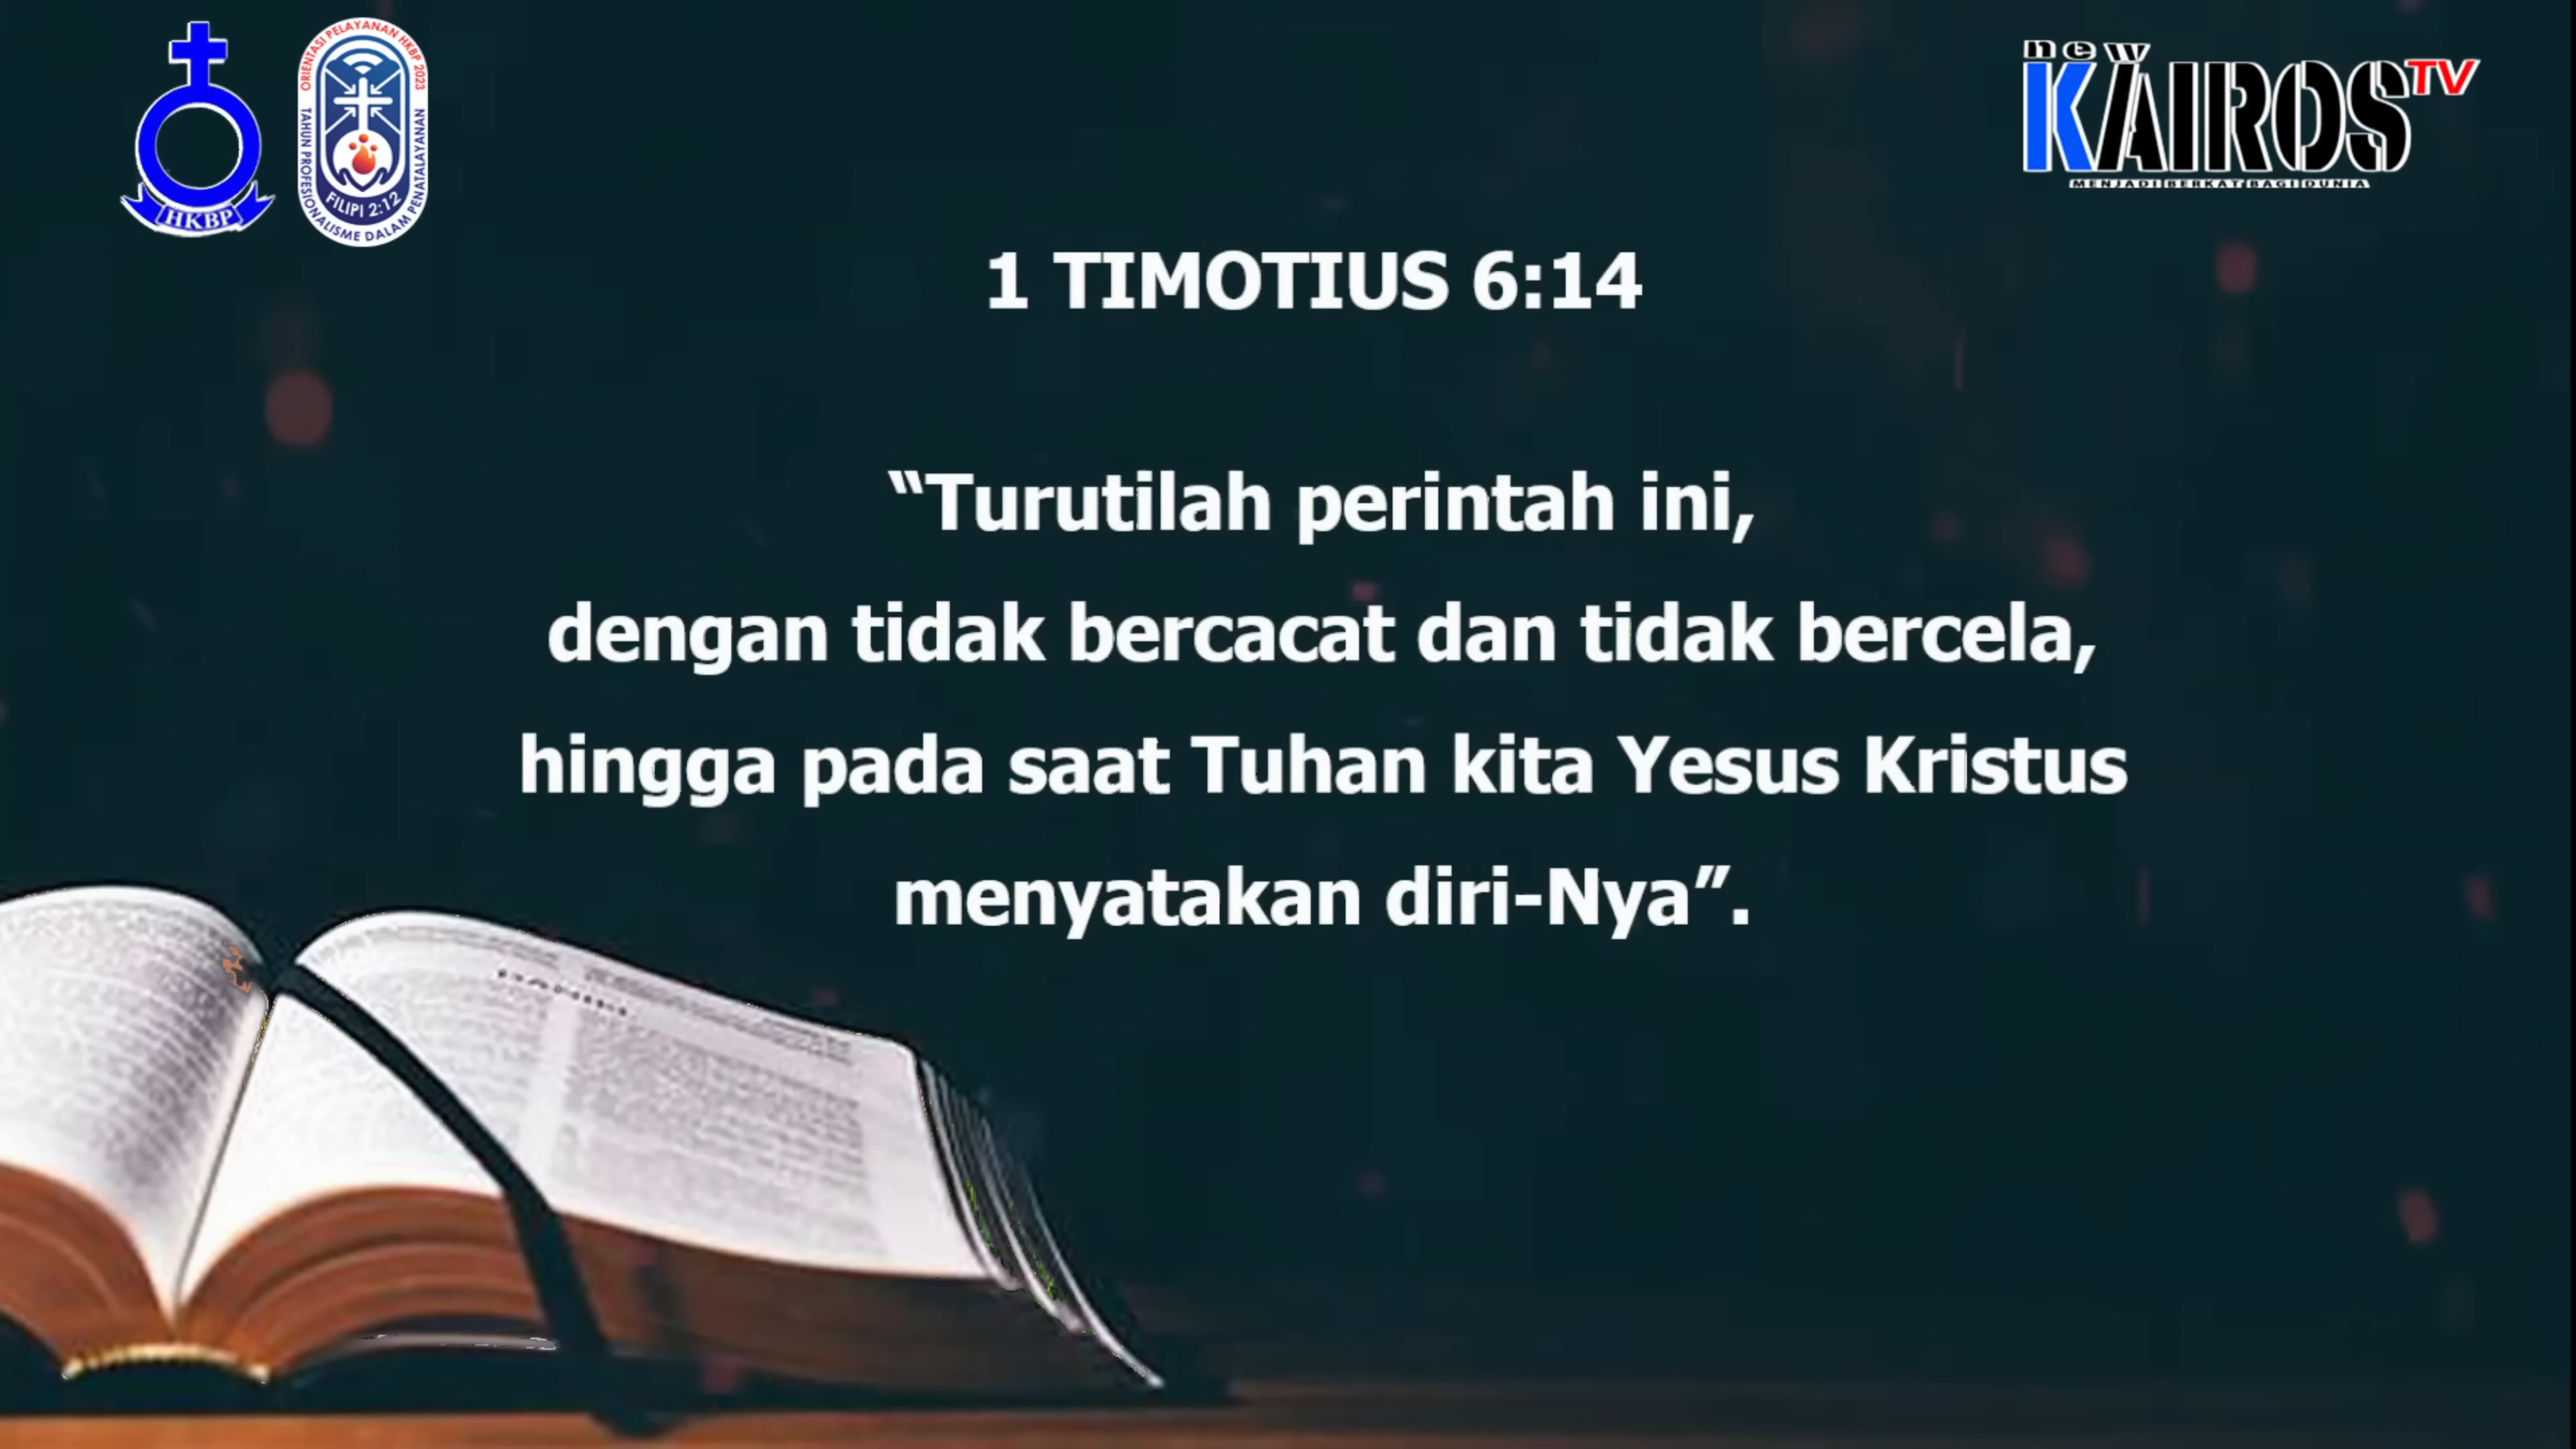 HKBP
ORIENTASI PELAYANAN HKBP 2023
TAHUN PROFESIONALISME DALAM PENATALAYANAN
FILIPI 2:12
new
KAIROS TV
MENJADI BERKAT BAGI DUNIA
1 TIMOTIUS 6:14
“Turutilah perintah ini,
dengan tidak bercacat dan tidak bercela,
hingga pada saat Tuhan kita Yesus Kristus
menyatakan diri-Nya”.